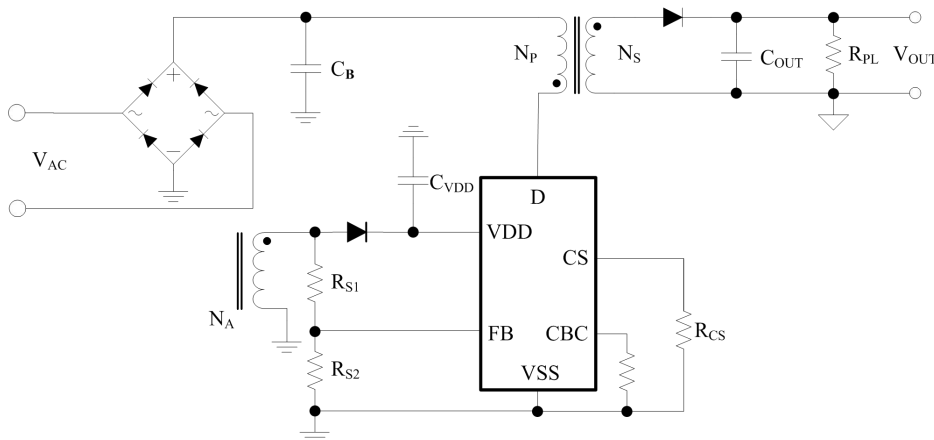 N_P
N_S
C_B
C_OUT
R_PL
V_OUT
+
~
~
−
V_AC
C_VDD
D
VDD
CS
R_S1
N_A
FB
CBC
R_CS
R_S2
VSS